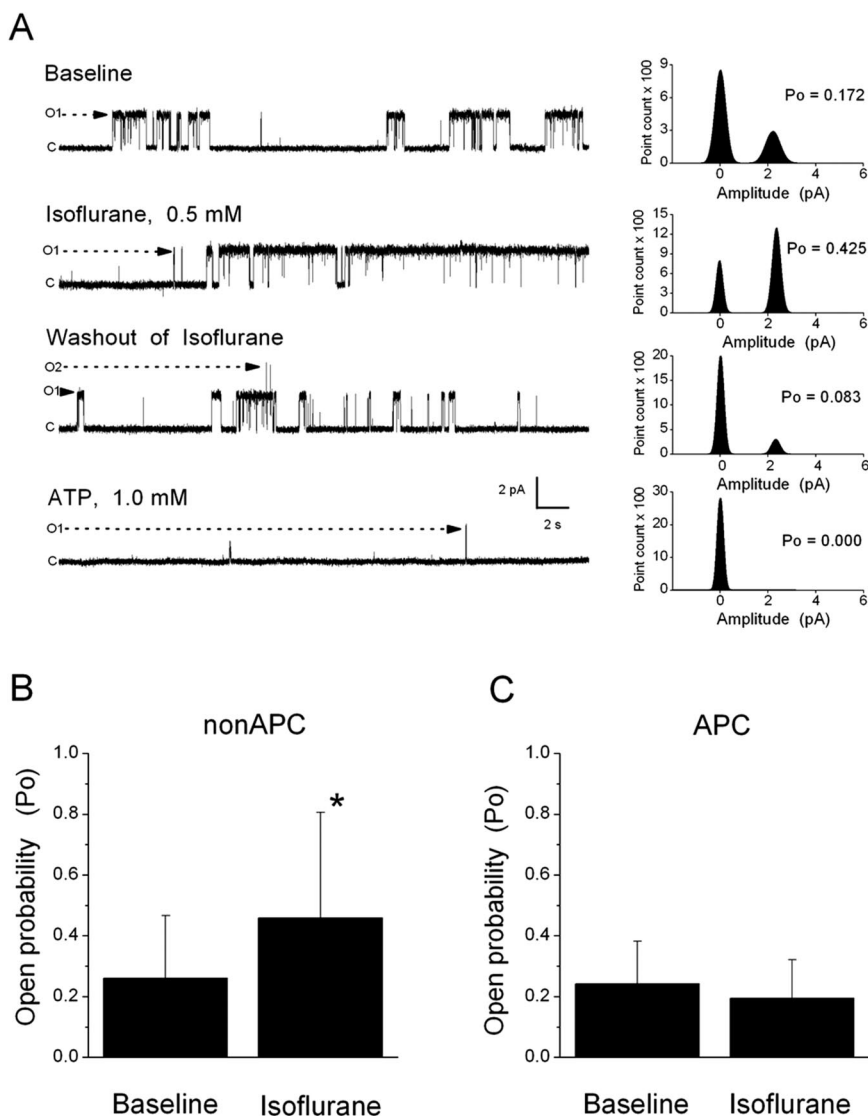 A
Baseline
O1
C
9
6
3
0
Point count x 100
Po = 0.172
0 2 4 6
Amplitude (pA)
Isoflurane, 0.5 mM
O1
C
15
12
9
6
3
0
Point count x 100
Po = 0.425
0 2 4 6
Amplitude (pA)
Washout of Isoflurane
O2
O1
C
20
15
10
5
0
Point count x 100
Po = 0.083
0 2 4 6
Amplitude (pA)
ATP, 1.0 mM
2 pA
2 s
O1
C
30
20
10
0
Point count x 100
Po = 0.000
0 2 4 6
Amplitude (pA)
B
nonAPC
1.0
0.8
0.6
0.4
0.2
0.0
Open probability (Po)
*
Baseline Isoflurane
C
APC
1.0
0.8
0.6
0.4
0.2
0.0
Open probability (Po)
Baseline Isoflurane